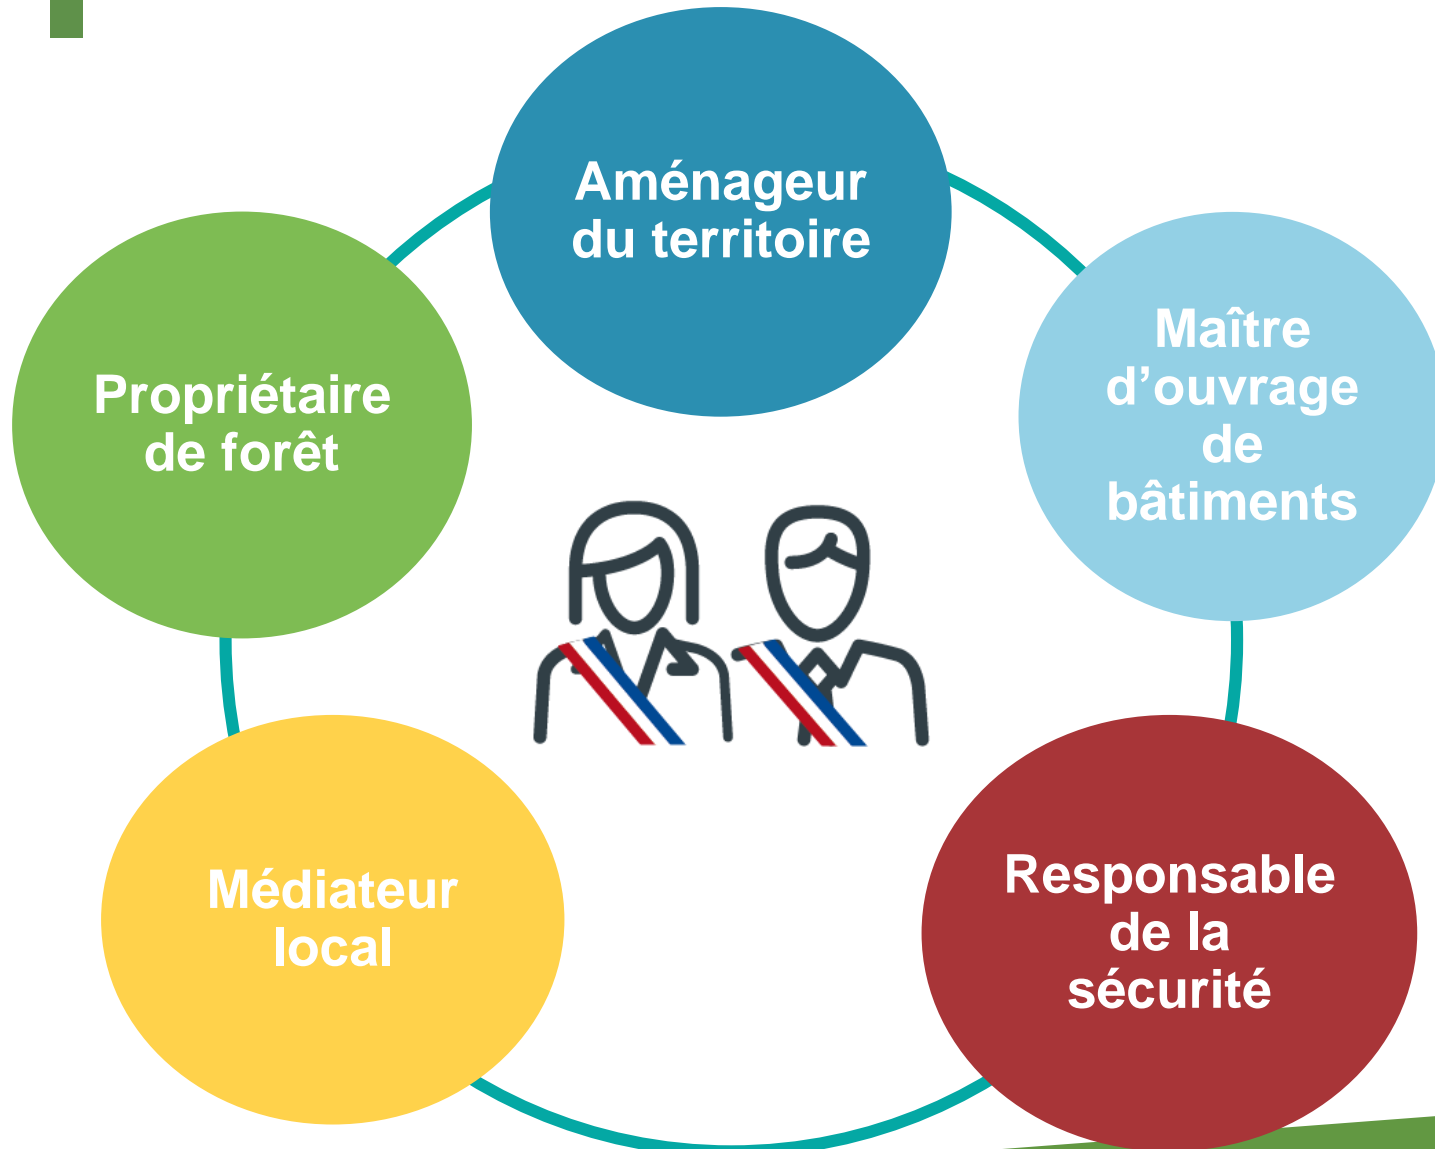 Aménageur
du territoire
Maître
d’ouvrage
de
bâtiments
Responsable
de la
sécurité
Médiateur
local
Propriétaire
de forêt